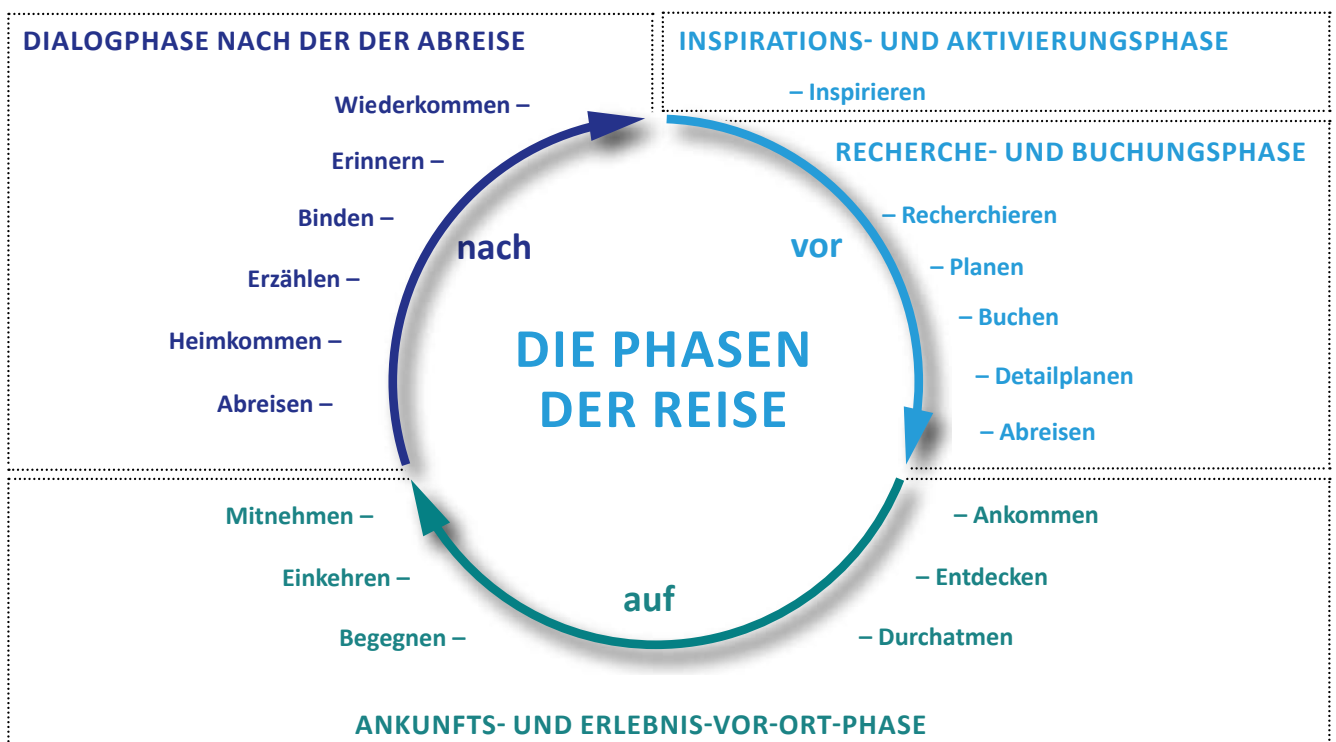 DIALOGPHASE NACH DER DER ABREISE
Wiederkommen –
Erinnern –
Binden –
Erzählen –
Heimkommen –
Abreisen –
nach
INSPIRATIONS- UND AKTIVIERUNGSPHASE
– Inspirieren
RECHERCHE- UND BUCHUNGSPHASE
– Recherchieren
– Planen
– Buchen
– Detailplanen
– Abreisen
vor
DIE PHASEN
DER REISE
– Ankommen
– Entdecken
– Durchatmen
auf
Mitnehmen –
Einkehren –
Begegnen –
ANKUNFTS- UND ERLEBNIS-VOR-ORT-PHASE